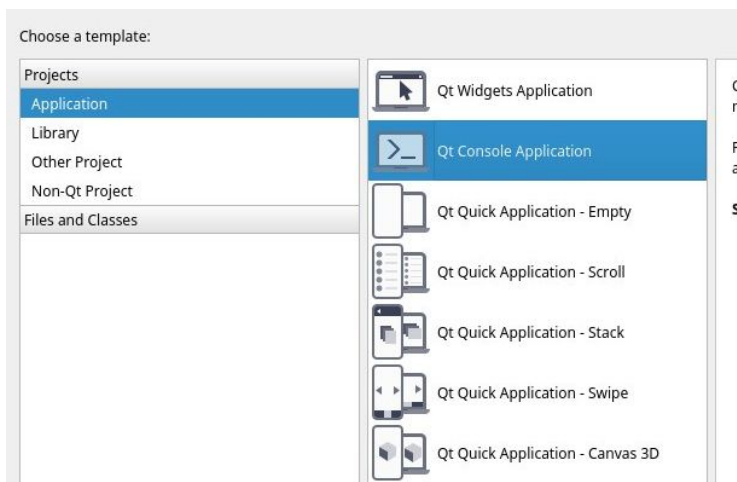 Choose a template:
Projects
Application
Library
Other Project
Non-Qt Project
Files and Classes
Qt Widgets Application
Qt Console Application
Qt Quick Application - Empty
Qt Quick Application - Scroll
Qt Quick Application - Stack
Qt Quick Application - Swipe
Qt Quick Application - Canvas 3D